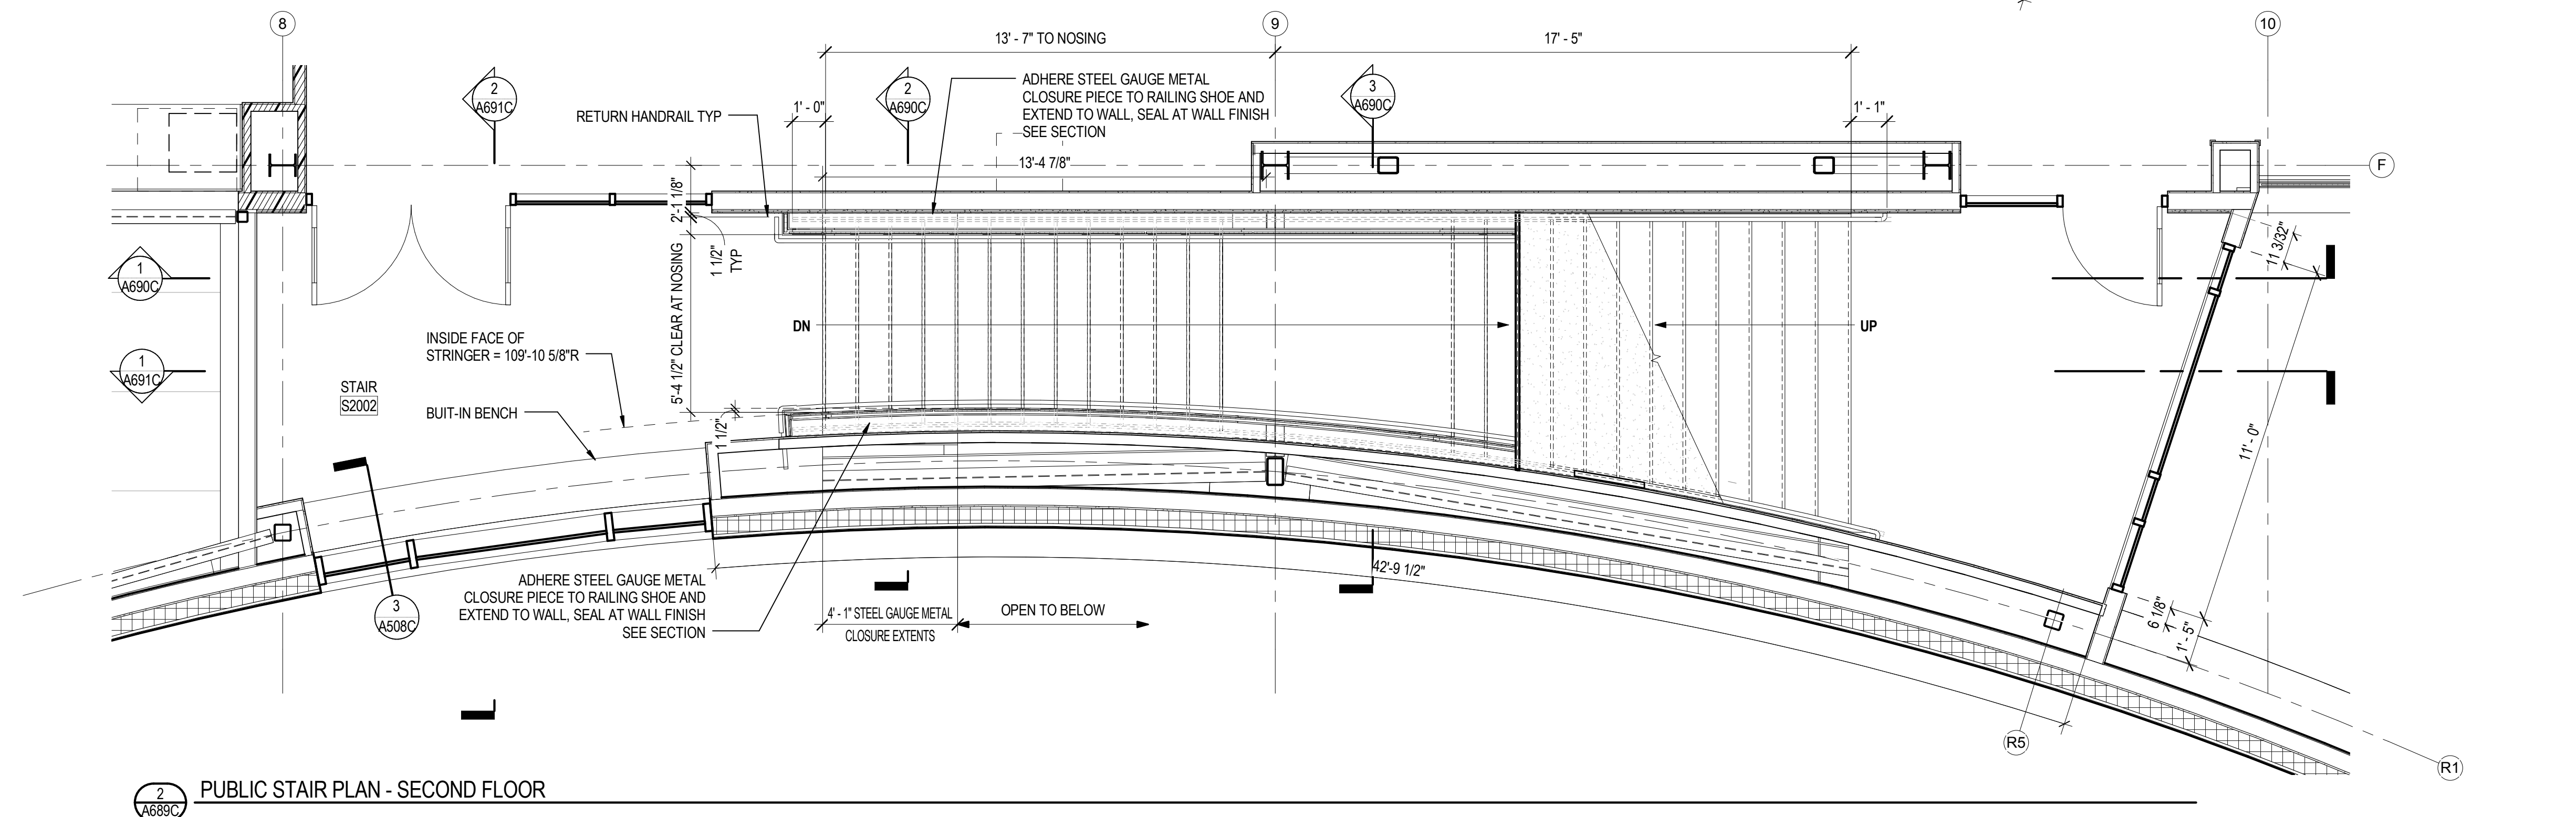 8
9
10
13' - 7" TO NOSING
17' - 5"
2
A691C
2
A690C
3
A690C
ADHERE STEEL GAUGE METAL
CLOSURE PIECE TO RAILING SHOE AND
EXTEND TO WALL, SEAL AT WALL FINISH
SEE SECTION
1' - 0"
1' - 1"
RETURN HANDRAIL TYP
13'-4 7/8"
F
2'-1 1/8"
1 1/2"
TYP
5'-4 1/2" CLEAR AT NOSING
11 3/32"
1
A690C
DN
UP
INSIDE FACE OF
STRINGER = 109'-10 5/8"R
1
A691C
STAIR
S2002
BUIT-IN BENCH
1 1/2"
11' - 0"
ADHERE STEEL GAUGE METAL
CLOSURE PIECE TO RAILING SHOE AND
EXTEND TO WALL, SEAL AT WALL FINISH
SEE SECTION
42'-9 1/2"
3
A508C
4' - 1" STEEL GAUGE METAL
CLOSURE EXTENTS
OPEN TO BELOW
6 1/8"
1' - 5"
R5
R1
2
A689C
PUBLIC STAIR PLAN - SECOND FLOOR